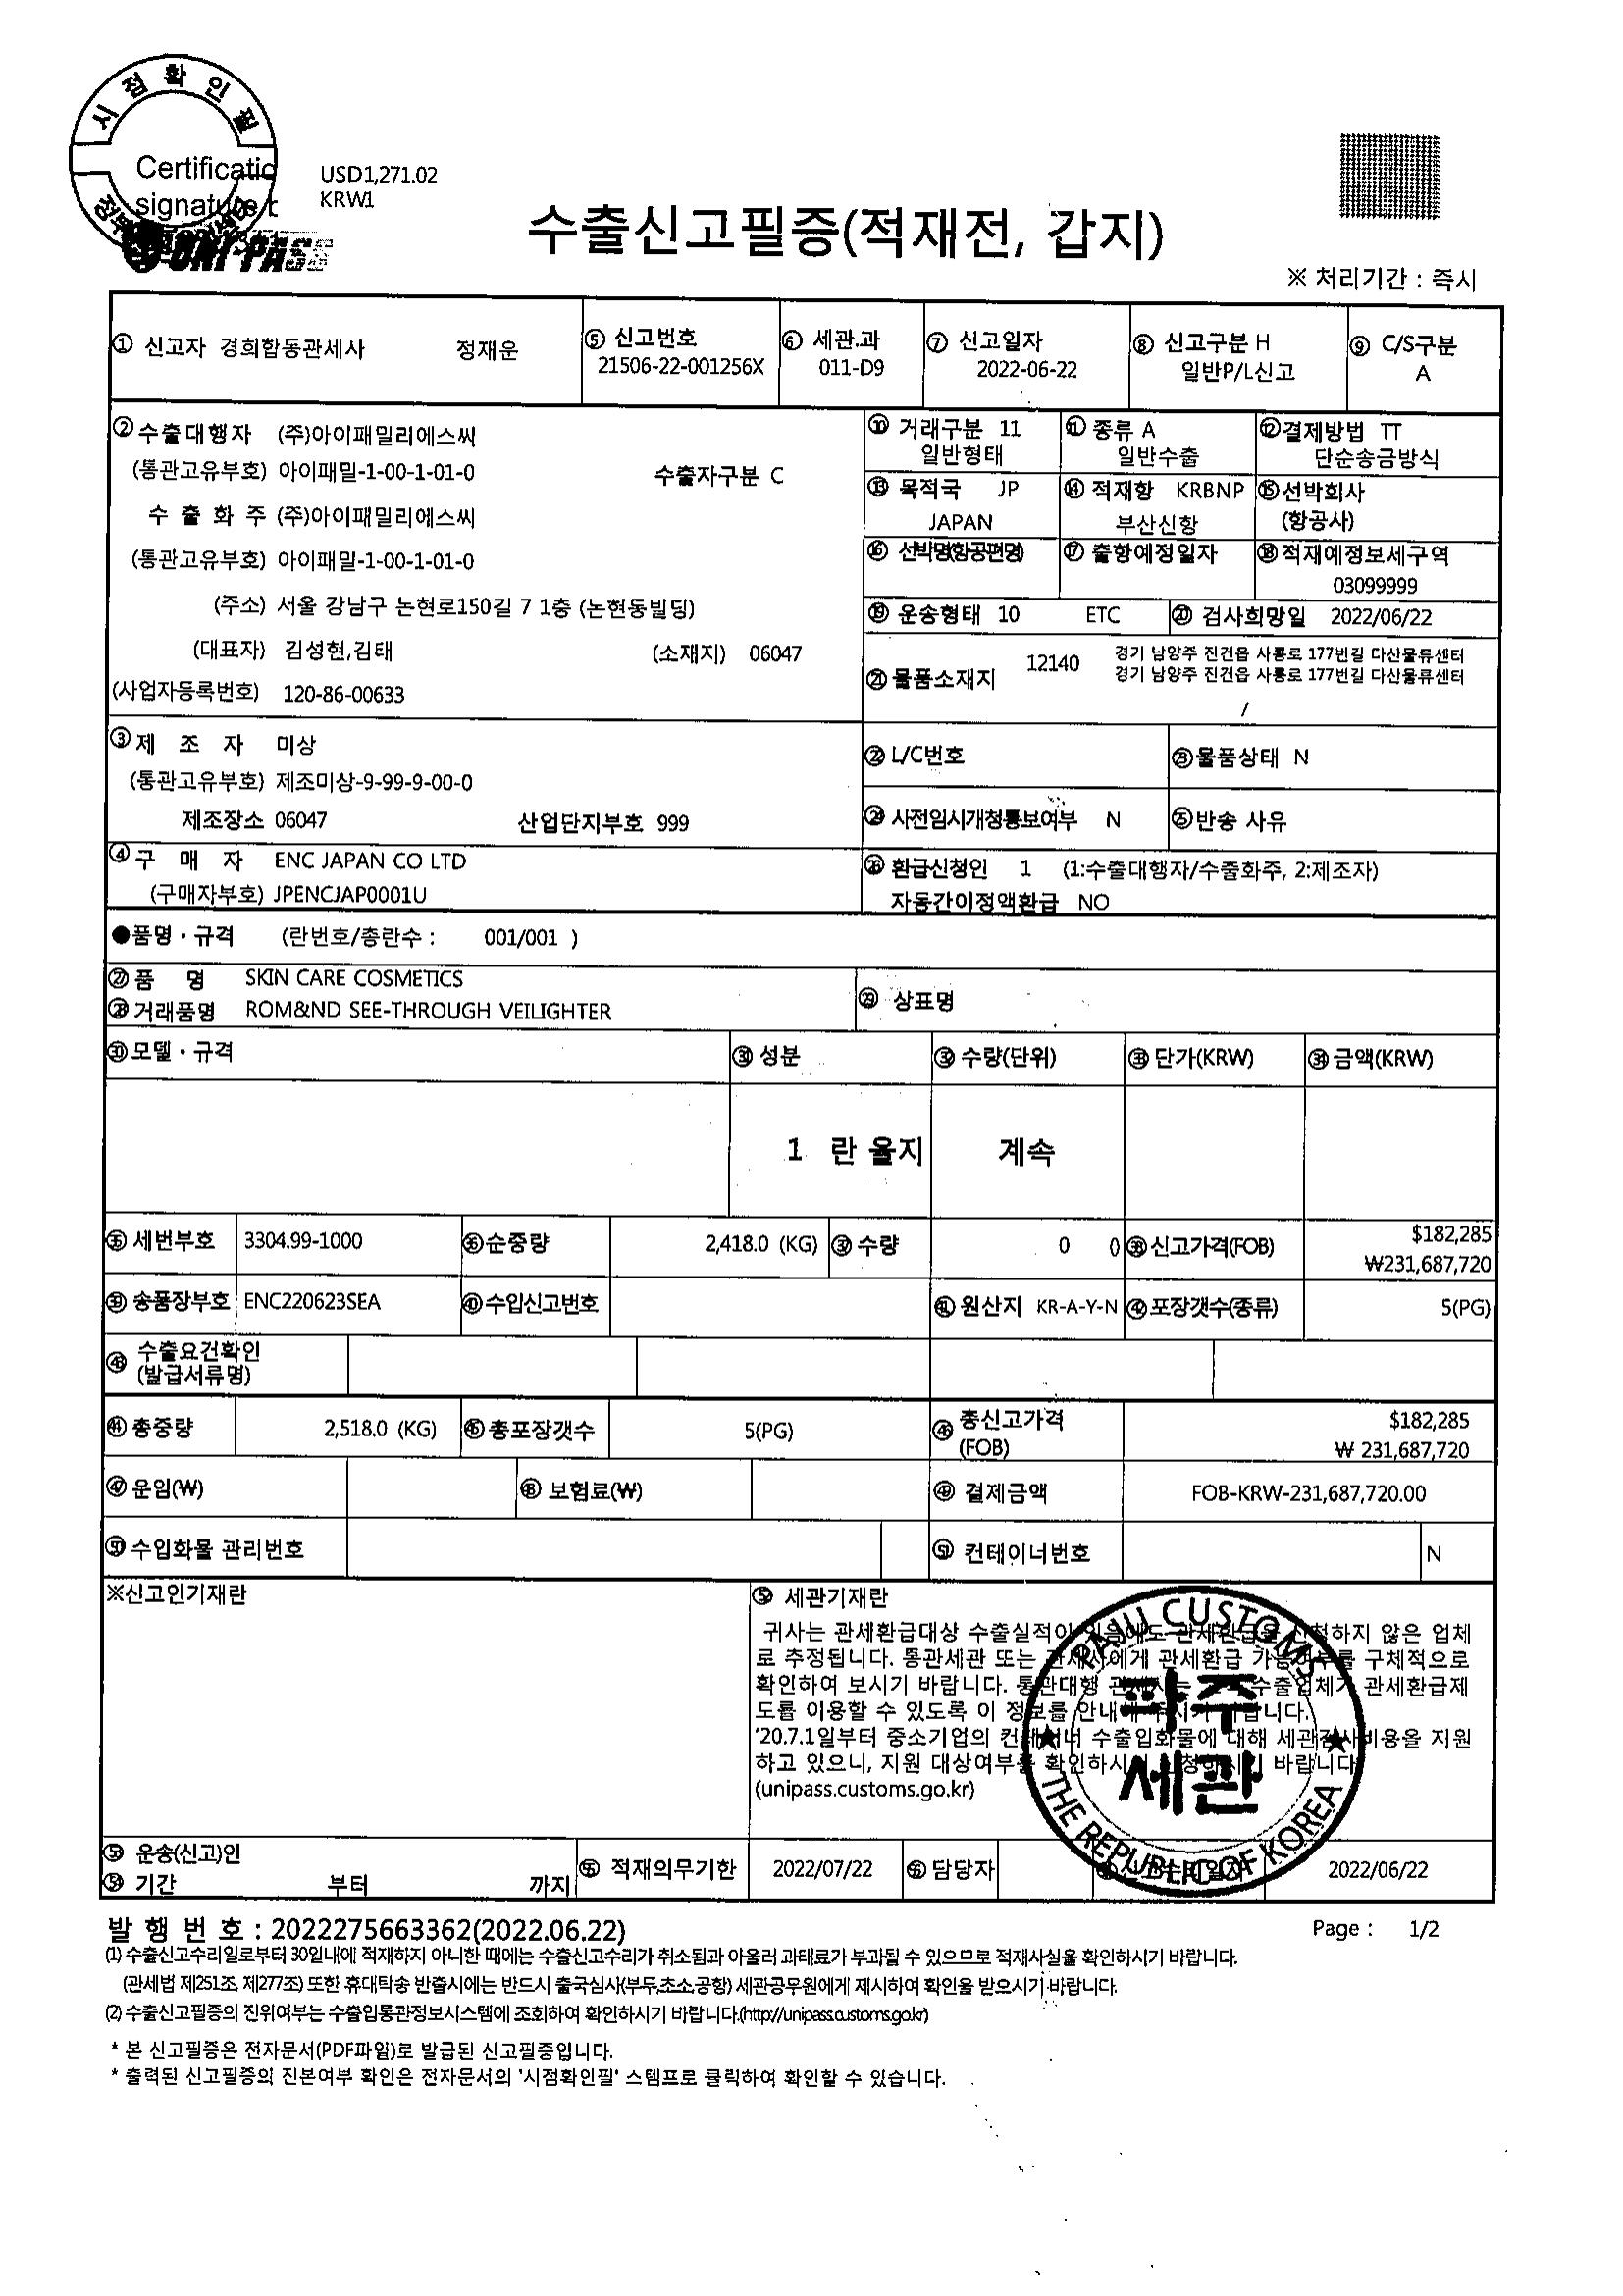 시점확인필
Certificatic
signature t
UNI-PASS
USD1,271.02
KRW1
수출신고필증(적재전, 갑지)
※ 처리기간 : 즉시
① 신고자 경희합동관세사 정재운
⑤ 신고번호
21506-22-001256X
⑥ 세관.과
011-D9
⑦ 신고일자
2022-06-22
⑧ 신고구분 H
일반P/L신고
⑨ C/S구분
A
② 수출대행자 (주)아이패밀리에스씨
(통관고유부호) 아이패밀-1-00-1-01-0 수출자구분 C
수 출 화 주 (주)아이패밀리에스씨
(통관고유부호) 아이패밀-1-00-1-01-0
(주소) 서울 강남구 논현로150길 7 1층 (논현동빌딩)
(대표자) 김성현,김태 (소재지) 06047
(사업자등록번호) 120-86-00633
⑩ 거래구분 11
일반형태
⑪ 종류 A
일반수출
⑫ 결제방법 TT
단순송금방식
⑬ 목적국 JP
JAPAN
⑭ 적재항 KRBNP
부산신항
⑮ 선박회사
(항공사)
⑯ 선박명(항공편명)
⑰ 출항예정일자
⑱ 적재예정보세구역
03099999
⑲ 운송형태 10 ETC
⑳ 검사희망일 2022/06/22
㉑ 물품소재지 12140 경기 남양주 진건읍 사릉로 177번길 다산물류센터
경기 남양주 진건읍 사릉로 177번길 다산물류센터
/
③ 제 조 자 미상
(통관고유부호) 제조미상-9-99-9-00-0
제조장소 06047 산업단지부호 999
㉒ L/C번호
㉓ 물품상태 N
㉔ 사전임시개청통보여부 N
㉕ 반송 사유
④ 구 매 자 ENC JAPAN CO LTD
(구매자부호) JPENCJAP0001U
㉖ 환급신청인 1 (1:수출대행자/수출화주, 2:제조자)
자동간이정액환급 NO
●품명ㆍ규격 (란번호/총란수 : 001/001 )
㉗ 품 명 SKIN CARE COSMETICS
㉘ 거래품명 ROM&ND SEE-THROUGH VEILIGHTER
㉙ 상표명
㉚ 모델ㆍ규격
㉛ 성분
㉜ 수량(단위)
㉝ 단가(KRW)
㉞ 금액(KRW)
1 란 을지 계속
㉟ 세번부호 3304.99-1000
㊱ 순중량 2,418.0 (KG)
㊲ 수량 0 0
㊳ 신고가격(FOB) $182,285
₩231,687,720
㊴ 송품장부호 ENC220623SEA
㊵ 수입신고번호
㊶ 원산지 KR-A-Y-N
㊷ 포장갯수(종류) 5(PG)
㊸ 수출요건확인
(발급서류명)
㊹ 총중량 2,518.0 (KG)
㊺ 총포장갯수 5(PG)
㊻ 총신고가격
(FOB)
$182,285
₩ 231,687,720
㊼ 운임(₩)
㊽ 보험료(₩)
㊾ 결제금액 FOB-KRW-231,687,720.00
㊿ 수입화물 관리번호
51 컨테이너번호 N
※신고인기재란
52 세관기재란
귀사는 관세환급대상 수출실적이 있음에도 관세환급을 신청하지 않은 업체
로 추정됩니다. 통관세관 또는 관세사에게 관세환급 가능여부를 구체적으로
확인하여 보시기 바랍니다. 통관대행 관세사는 수출업체가 관세환급제
도를 이용할 수 있도록 이 정보를 안내해 주시기 바랍니다.
'20.7.1일부터 중소기업의 컨테이너 수출입화물에 대해 세관검사비용을 지원
하고 있으니, 지원 대상여부를 확인하시고 신청하시기 바랍니다
(unipass.customs.go.kr)
PAJU CUSTOMS
파주
세관
THE REPUBLIC OF KOREA
53 운송(신고)인
54 기간 부터 까지
55 적재의무기한 2022/07/22
56 담당자
신고수리일자 2022/06/22
발 행 번 호 : 2022275663362(2022.06.22)
Page : 1/2
(1) 수출신고수리일로부터 30일내에 적재하지 아니한 때에는 수출신고수리가 취소됨과 아울러 과태료가 부과될 수 있으므로 적재사실을 확인하시기 바랍니다.
(관세법 제251조, 제277조) 또한 휴대탁송 반출시에는 반드시 출국심사(부두,초소,공항) 세관공무원에게 제시하여 확인을 받으시기 바랍니다.
(2) 수출신고필증의 진위여부는 수출입통관정보시스템에 조회하여 확인하시기 바랍니다.(http://unipass.customs.go.kr)
* 본 신고필증은 전자문서(PDF파일)로 발급된 신고필증입니다.
* 출력된 신고필증의 진본여부 확인은 전자문서의 '시점확인필' 스템프로 클릭하여 확인할 수 있습니다.